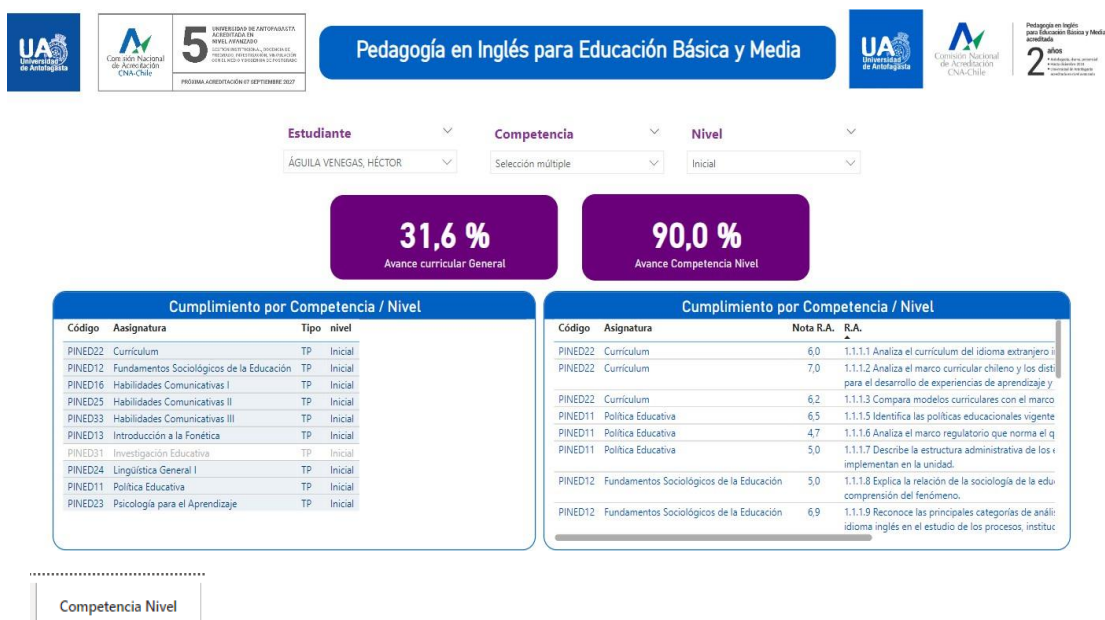 UA
Universidad
de Antofagasta
Comisión Nacional
de Acreditación
CNA-Chile
5
UNIVERSIDAD DE ANTOFAGASTA
ACREDITADA EN
NIVEL AVANZADO
PRÓXIMA ACREDITACIÓN 07 SEPTIEMBRE 2027
Pedagogía en Inglés para Educación Básica y Media
UA
Universidad
de Antofagasta
Comisión Nacional
de Acreditación
CNA-Chile
Pedagogía en Inglés
para Educación Básica y Media
acreditada
2 años
Estudiante
Competencia
Nivel
ÁGUILA VENEGAS, HÉCTOR
Selección múltiple
Inicial
31,6 %
Avance curricular General
90,0 %
Avance Competencia Nivel
Cumplimiento por Competencia / Nivel
Código Aasignatura Tipo nivel
PINED22 Currículum TP Inicial
PINED12 Fundamentos Sociológicos de la Educación TP Inicial
PINED16 Habilidades Comunicativas I TP Inicial
PINED25 Habilidades Comunicativas II TP Inicial
PINED33 Habilidades Comunicativas III TP Inicial
PINED13 Introducción a la Fonética TP Inicial
PINED31 Investigación Educativa TP Inicial
PINED24 Lingüística General I TP Inicial
PINED11 Política Educativa TP Inicial
PINED23 Psicología para el Aprendizaje TP Inicial
Cumplimiento por Competencia / Nivel
Código Asignatura Nota R.A. R.A.
PINED22 Currículum 6,0 1.1.1.1 Analiza el currículum del idioma extranjero i
PINED22 Currículum 7,0 1.1.1.2 Analiza el marco curricular chileno y los disti
para el desarrollo de experiencias de aprendizaje y
PINED22 Currículum 6,2 1.1.1.3 Compara modelos curriculares con el marco
PINED11 Política Educativa 6,5 1.1.1.5 Identifica las políticas educacionales vigente
PINED11 Política Educativa 4,7 1.1.1.6 Analiza el marco regulatorio que norma el q
PINED11 Política Educativa 5,0 1.1.1.7 Describe la estructura administrativa de los e
implementan en la unidad.
PINED12 Fundamentos Sociológicos de la Educación 5,0 1.1.1.8 Explica la relación de la sociología de la edu
comprensión del fenómeno.
PINED12 Fundamentos Sociológicos de la Educación 6,9 1.1.1.9 Reconoce las principales categorías de anális
idioma inglés en el estudio de los procesos, instituc
Competencia Nivel